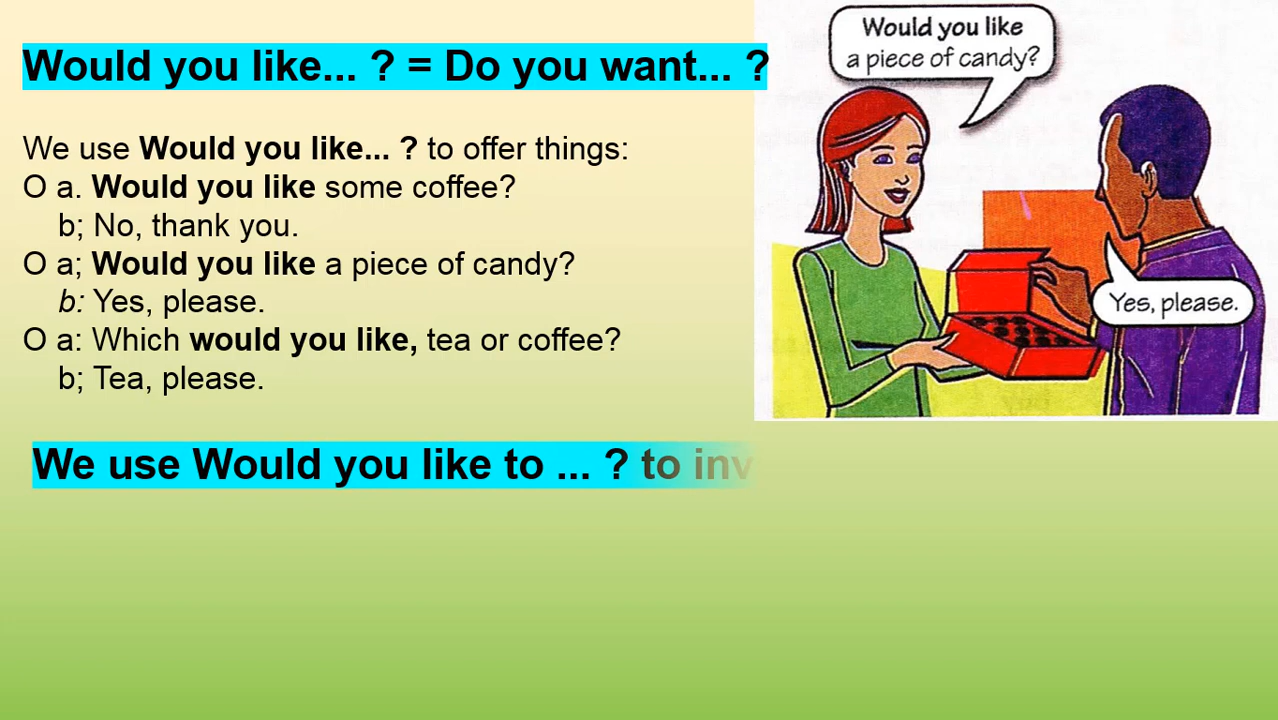 Would you like... ? = Do you want... ?
We use Would you like... ? to offer things:
O a. Would you like some coffee?
b; No, thank you.
O a; Would you like a piece of candy?
b: Yes, please.
O a: Which would you like, tea or coffee?
b; Tea, please.
We use Would you like to ... ? to inv
Would you like
a piece of candy?
Yes, please.